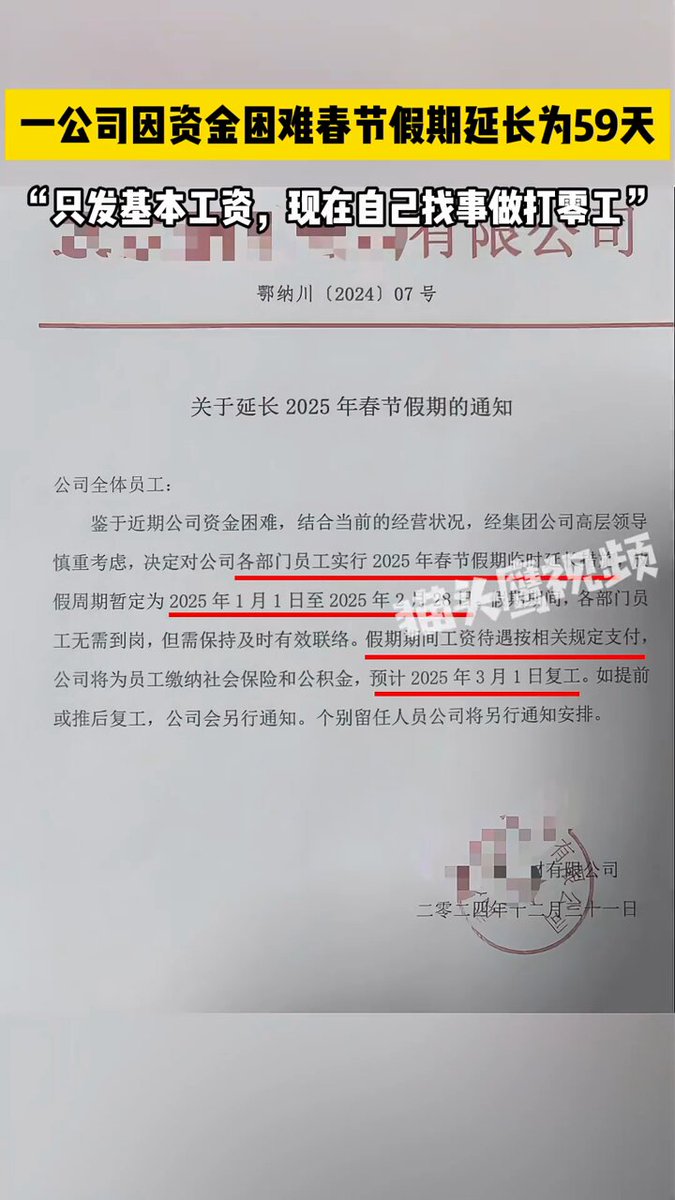 一公司因资金困难春节假期延长为59天
“只发基本工资，现在自己找事做打零工”
有限公司
鄂纳川〔2024〕07 号
关于延长 2025 年春节假期的通知
公司全体员工：
鉴于近期公司资金困难，结合当前的经营状况，经集团公司高层领导
慎重考虑，决定对公司各部门员工实行 2025 年春节假期临时延
假周期暂定为 2025 年 1 月 1 日至 2025 年 2 月 28 日，假期期间，各部门员
猫头鹰视频
工无需到岗，但需保持及时有效联络。假期期间工资待遇按相关规定支付，
公司将为员工缴纳社会保险和公积金，预计 2025 年 3 月 1 日复工。如提前
或推后复工，公司会另行通知。个别留任人员公司将另行通知安排。
有限公司
有限公司
二零二四年十二月三十一日